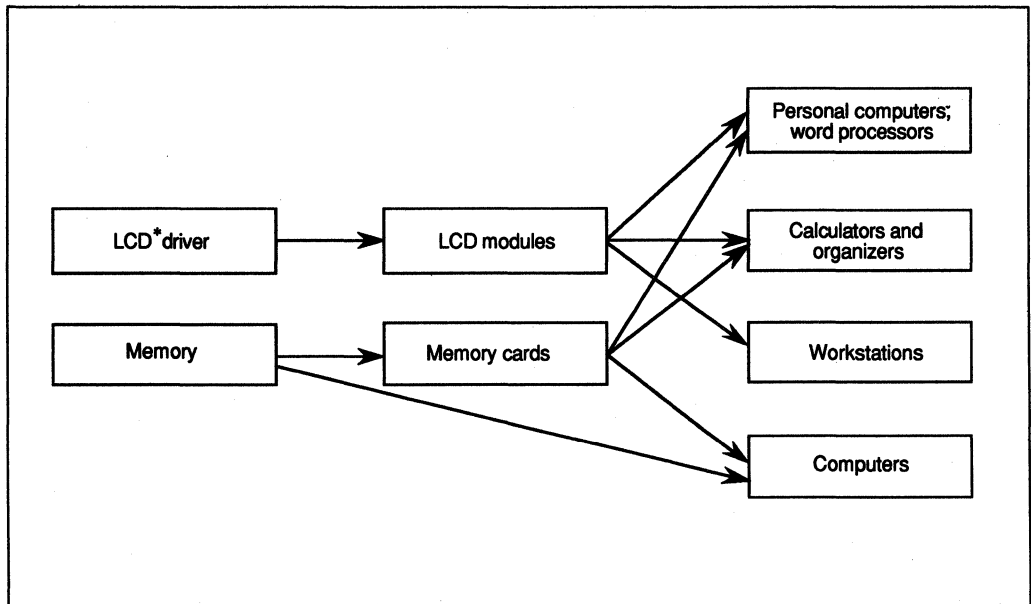 Personal computers;
word processors
LCD* driver
LCD modules
Calculators and
organizers
Memory
Memory cards
Workstations
Computers